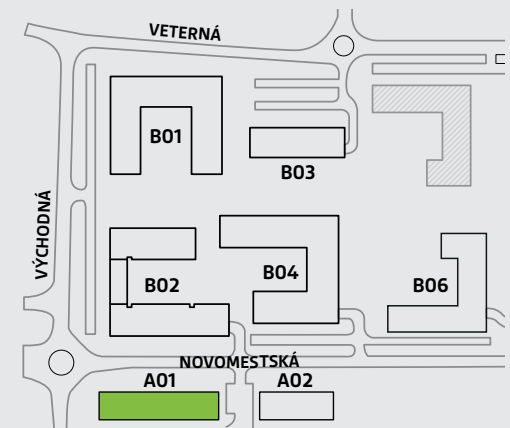 VETERNÁ
B01
B03
VÝCHODNÁ
B02
B04
B06
NOVOMESTSKÁ
A01
A02